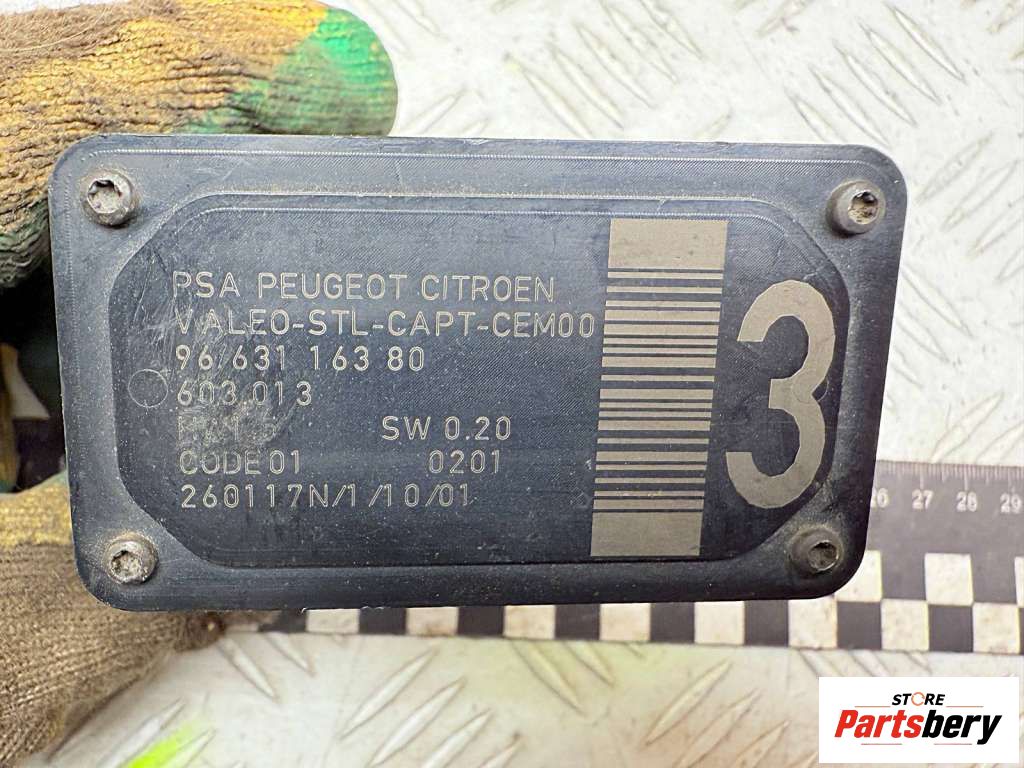 PSA PEUGEOT CITROEN
VALEO-STL-CAPT-CEM00
96 631 163 80
603 013
SW 0.20
CODE 01 0201
260117N/1/10/01
3
26 27 28 29
STORE
Partsbery